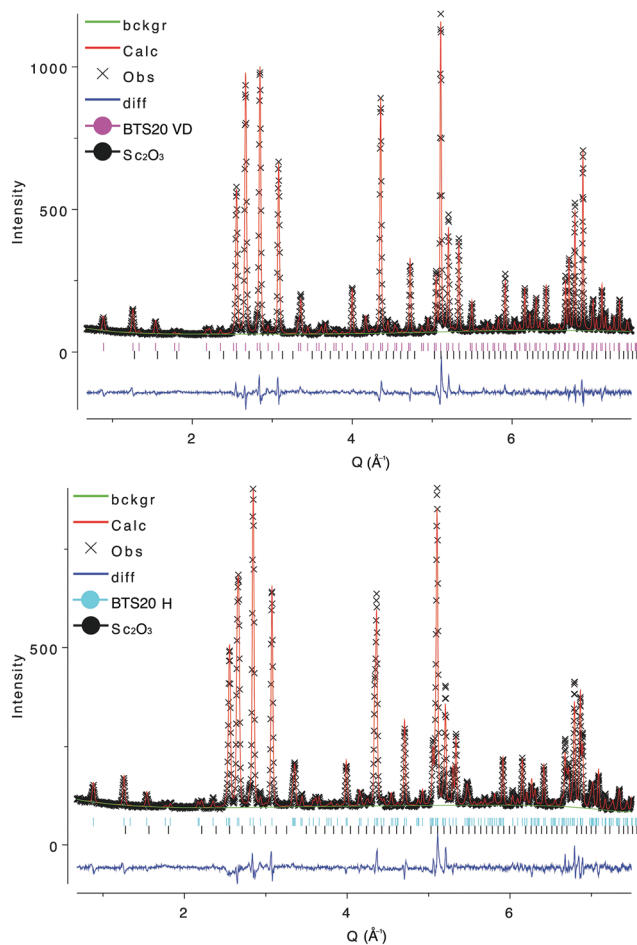 bckgr
Calc
Obs
diff
BTS20 VD
Sc₂O₃
1000
500
0
Intensity
2 4 6
Q (Å⁻¹)
bckgr
Calc
Obs
diff
BTS20 H
Sc₂O₃
500
0
Intensity
2 4 6
Q (Å⁻¹)